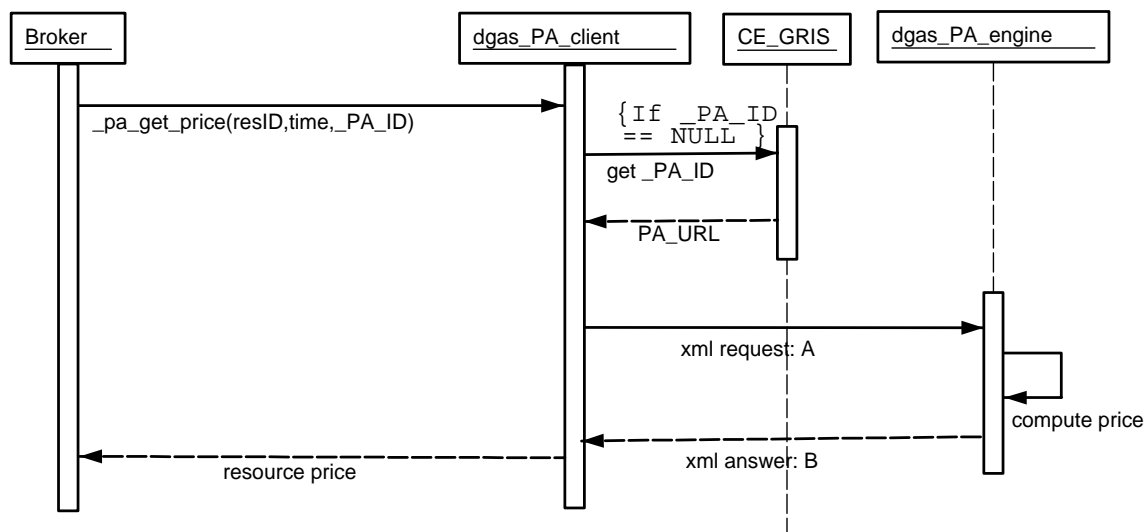 Broker
dgas_PA_client
CE_GRIS
dgas_PA_engine
_pa_get_price(resID,time,_PA_ID)
{If _PA_ID
== NULL }
get _PA_ID
PA_URL
xml request: A
compute price
xml answer: B
resource price